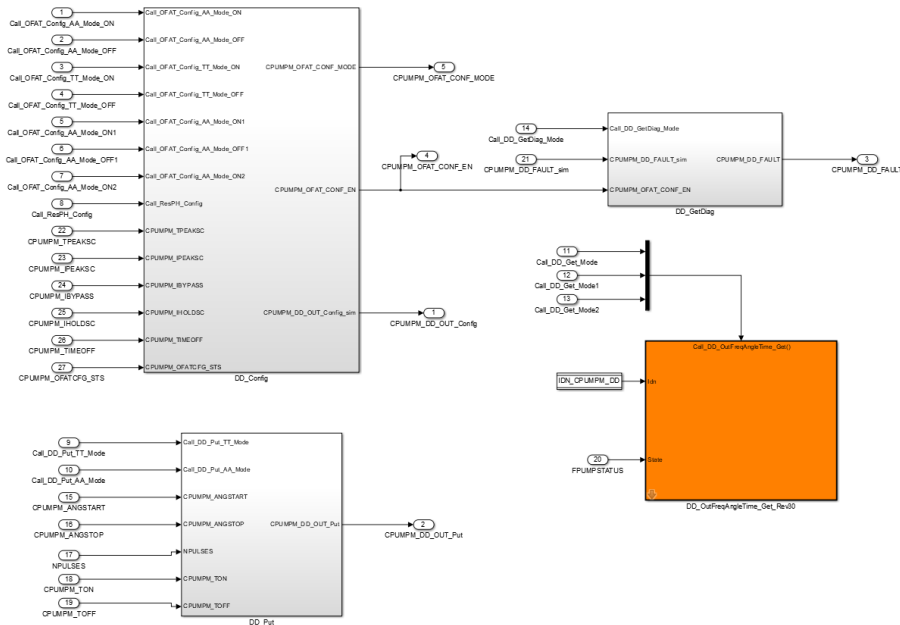 1
Call_OFAT_Config_AA_Mode_ON
2
Call_OFAT_Config_AA_Mode_OFF
3
Call_OFAT_Config_TT_Mode_ON
4
Call_OFAT_Config_TT_Mode_OFF
5
Call_OFAT_Config_AA_Mode_ON1
6
Call_OFAT_Config_AA_Mode_OFF1
7
Call_OFAT_Config_AA_Mode_ON2
8
Call_ResPH_Config
22
CPUMPM_TPEAKSC
23
CPUMPM_IPEAKSC
24
CPUMPM_IBYPASS
25
CPUMPM_IHOLDSC
26
CPUMPM_TIMEOFF
27
CPUMPM_OFATCFG_STS
Call_OFAT_Config_AA_Mode_ON
Call_OFAT_Config_AA_Mode_OFF
Call_OFAT_Config_TT_Mode_ON
Call_OFAT_Config_TT_Mode_OFF
Call_OFAT_Config_AA_Mode_ON1
Call_OFAT_Config_AA_Mode_OFF1
Call_OFAT_Config_AA_Mode_ON2
Call_ResPH_Config
CPUMPM_TPEAKSC
CPUMPM_IPEAKSC
CPUMPM_IBYPASS
CPUMPM_IHOLDSC
CPUMPM_TIMEOFF
CPUMPM_OFATCFG_STS
CPUMPM_OFAT_CONF_MODE
CPUMPM_OFAT_CONF_EN
CPUMPM_DD_OUT_Config_sim
DD_Config
5
CPUMPM_OFAT_CONF_MODE
4
CPUMPM_OFAT_CONF_EN
1
CPUMPM_DD_OUT_Config
14
Call_DD_GetDiag_Mode
21
CPUMPM_DD_FAULT_sim
Call_DD_GetDiag_Mode
CPUMPM_DD_FAULT_sim
CPUMPM_OFAT_CONF_EN
CPUMPM_DD_FAULT
DD_GetDiag
3
CPUMPM_DD_FAULT
11
Call_DD_Get_Mode
12
Call_DD_Get_Mode1
13
Call_DD_Get_Mode2
Call_DD_OutFreqAngleTime_Get()
IDN_CPUMPM_DD
Idn
20
FPUMPSTATUS
State
DD_OutFreqAngleTime_Get_Rev30
9
Call_DD_Put_TT_Mode
10
Call_DD_Put_AA_Mode
15
CPUMPM_ANGSTART
16
CPUMPM_ANGSTOP
17
NPULSES
18
CPUMPM_TON
19
CPUMPM_TOFF
Call_DD_Put_TT_Mode
Call_DD_Put_AA_Mode
CPUMPM_ANGSTART
CPUMPM_ANGSTOP
NPULSES
CPUMPM_TON
CPUMPM_TOFF
CPUMPM_DD_OUT_Put
DD_Put
2
CPUMPM_DD_OUT_Put